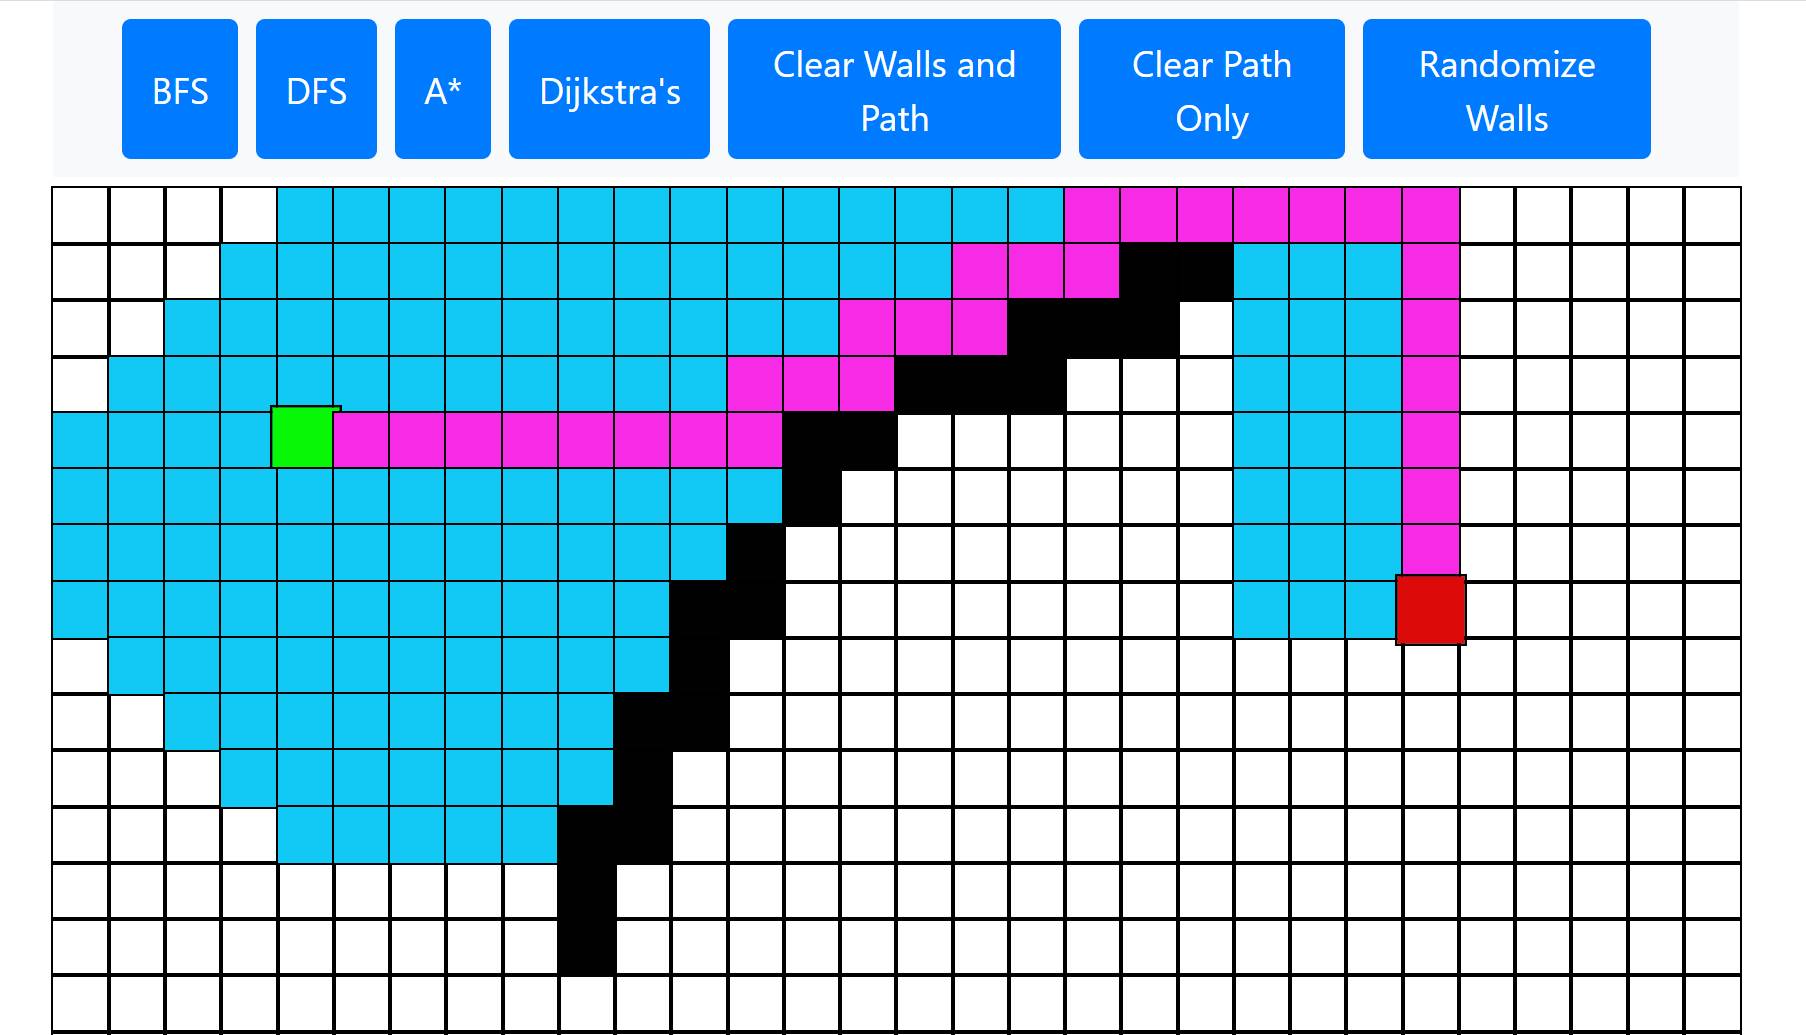 BFS
DFS
A*
Dijkstra's
Clear Walls and
Path
Clear Path
Only
Randomize
Walls